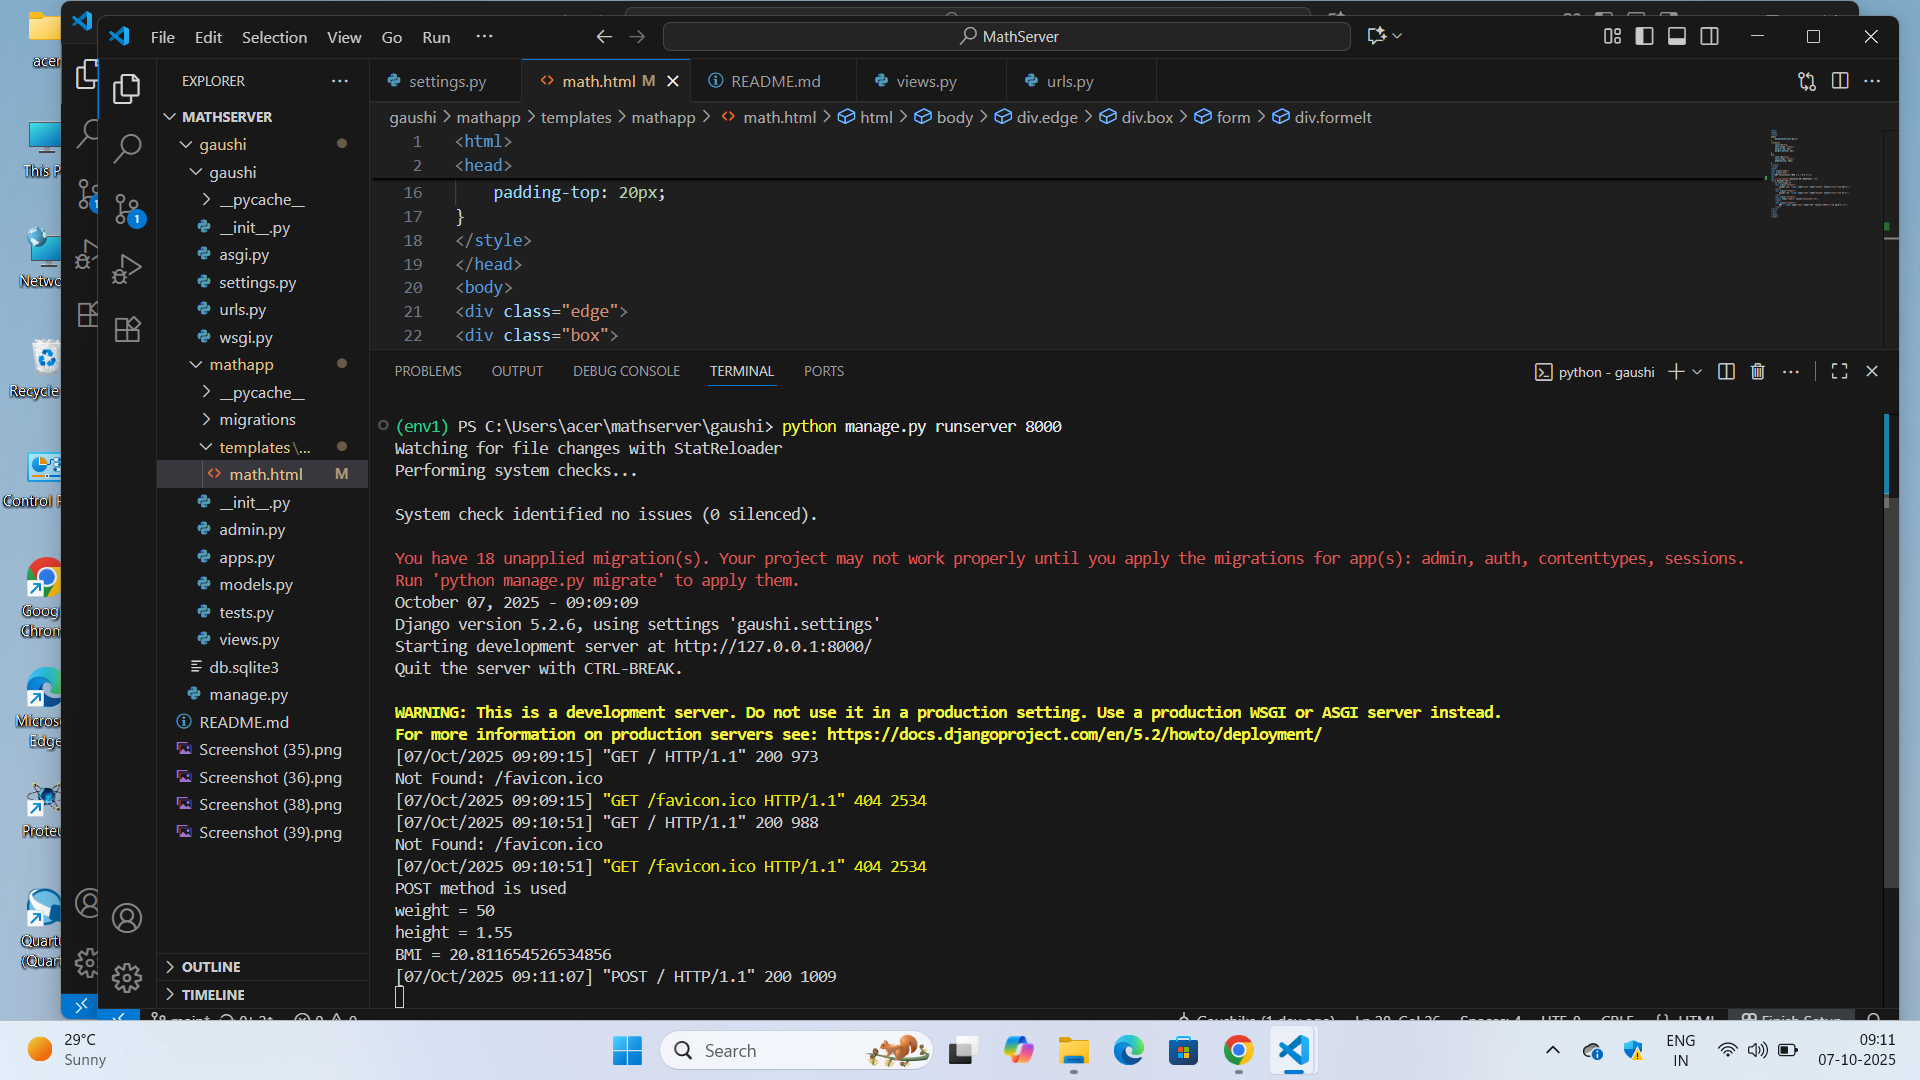 File Edit Selection View Go Run ···
MathServer
EXPLORER
settings.py
math.html M
README.md
views.py
urls.py
gaushi > mathapp > templates > mathapp > math.html > html > body > div.edge > div.box > form > div.formelt
MATHSERVER
gaushi
gaushi
__pycache__
__init__.py
asgi.py
settings.py
urls.py
wsgi.py
mathapp
__pycache__
migrations
templates\...
math.html M
__init__.py
admin.py
apps.py
models.py
tests.py
views.py
db.sqlite3
manage.py
README.md
Screenshot (35).png
Screenshot (36).png
Screenshot (38).png
Screenshot (39).png
OUTLINE
TIMELINE
1 <html>
2 <head>
16 padding-top: 20px;
17 }
18 </style>
19 </head>
20 <body>
21 <div class="edge">
22 <div class="box">
PROBLEMS OUTPUT DEBUG CONSOLE TERMINAL PORTS
python - gaushi
(env1) PS C:\Users\acer\mathserver\gaushi> python manage.py runserver 8000
Watching for file changes with StatReloader
Performing system checks...
System check identified no issues (0 silenced).
You have 18 unapplied migration(s). Your project may not work properly until you apply the migrations for app(s): admin, auth, contenttypes, sessions.
Run 'python manage.py migrate' to apply them.
October 07, 2025 - 09:09:09
Django version 5.2.6, using settings 'gaushi.settings'
Starting development server at http://127.0.0.1:8000/
Quit the server with CTRL-BREAK.
WARNING: This is a development server. Do not use it in a production setting. Use a production WSGI or ASGI server instead.
For more information on production servers see: https://docs.djangoproject.com/en/5.2/howto/deployment/
[07/Oct/2025 09:09:15] "GET / HTTP/1.1" 200 973
Not Found: /favicon.ico
[07/Oct/2025 09:09:15] "GET /favicon.ico HTTP/1.1" 404 2534
[07/Oct/2025 09:10:51] "GET / HTTP/1.1" 200 988
Not Found: /favicon.ico
[07/Oct/2025 09:10:51] "GET /favicon.ico HTTP/1.1" 404 2534
POST method is used
weight = 50
height = 1.55
BMI = 20.811654526534856
[07/Oct/2025 09:11:07] "POST / HTTP/1.1" 200 1009
acer
This P
Netwo
Recycle
Control P
Goog
Chrom
Micros
Edge
Proteu
Quartu
(Quar
1
29°C
Sunny
Search
ENG
IN
09:11
07-10-2025